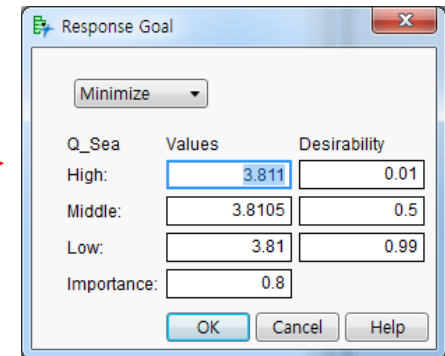 Response Goal
Minimize
Q_Sea Values Desirability
High: 3.811 0.01
Middle: 3.8105 0.5
Low: 3.81 0.99
Importance: 0.8
OK Cancel Help